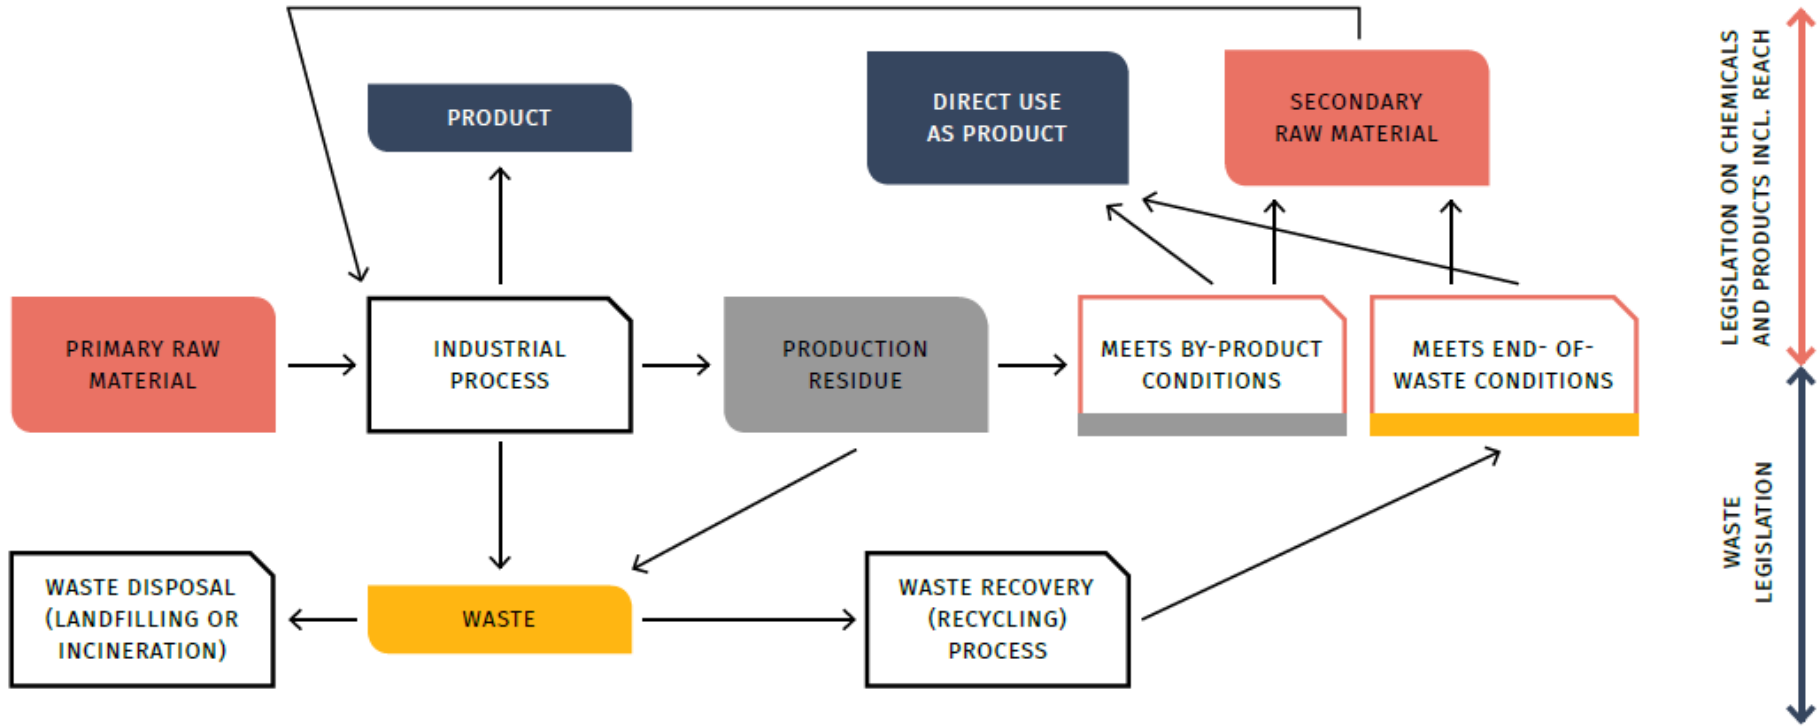 PRODUCT
DIRECT USE
AS PRODUCT
SECONDARY
RAW MATERIAL
LEGISLATION ON CHEMICALS
AND PRODUCTS INCL. REACH
PRIMARY RAW
MATERIAL
INDUSTRIAL
PROCESS
PRODUCTION
RESIDUE
MEETS BY-PRODUCT
CONDITIONS
MEETS END- OF-
WASTE CONDITIONS
WASTE DISPOSAL
(LANDFILLING OR
INCINERATION)
WASTE
WASTE RECOVERY
(RECYCLING)
PROCESS
WASTE
LEGISLATION